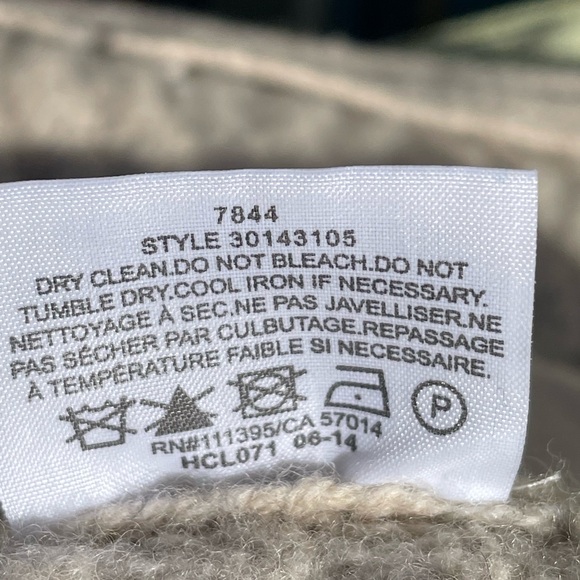 7844
STYLE 30143105
DRY CLEAN.DO NOT BLEACH.DO NOT
TUMBLE DRY.COOL IRON IF NECESSARY.
NETTOYAGE À SEC.NE PAS JAVELLISER.NE
PAS SÉCHER PAR CULBUTAGE.REPASSAGE
À TEMPÉRATURE FAIBLE SI NECESSAIRE.
P
RN#111395/CA 57014
HCL071 06-14